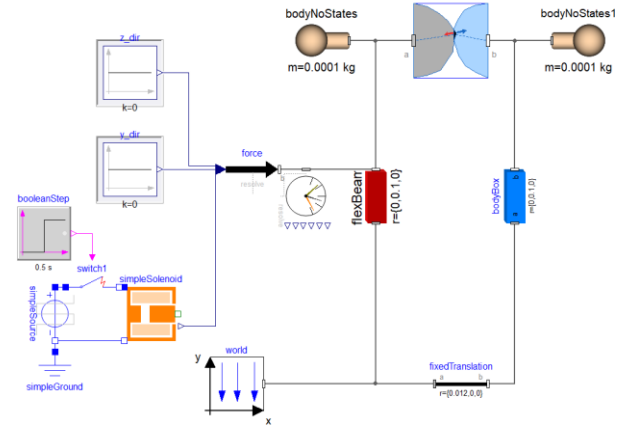 bodyNoStates
bodyNoStates1
z_dir
a
b
m=0.0001 kg
m=0.0001 kg
k=0
y_dir
force
resolve
flexBeam
r={0,0.1,0}
bodyBox
r={0,0.1,0}
k=0
booleanStep
0.5 s
switch1
simpleSolenoid
simpleSource
+
simpleGround
y
world
x
fixedTranslation
a
b
r={0.012,0,0}